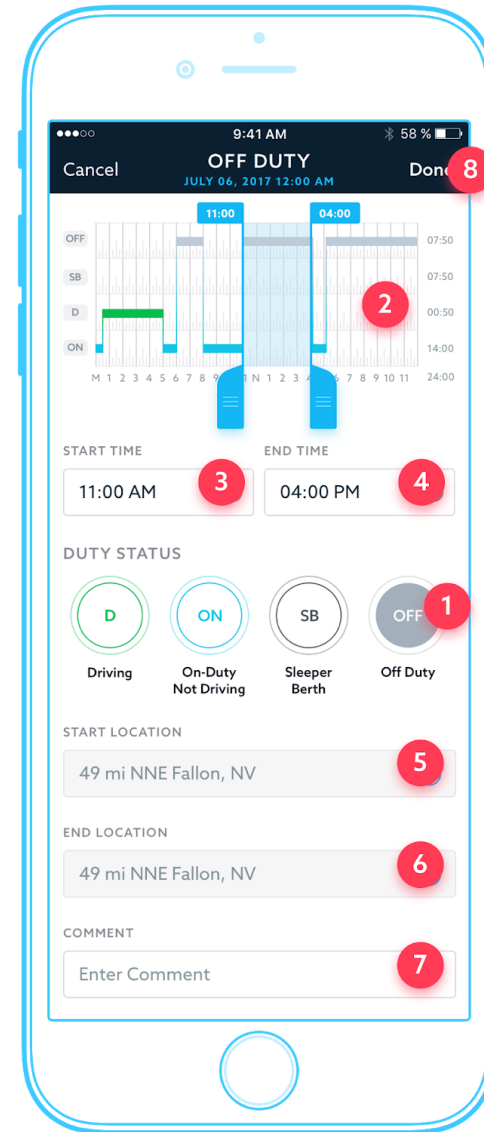 9:41 AM
58 %
Cancel
OFF DUTY
Done
JULY 06, 2017 12:00 AM
8
11:00
04:00
OFF
07:50
SB
07:50
2
D
00:50
ON
14:00
M 1 2 3 4 5 6 7 8 9 1 N 1 2 3 4 5 6 7 8 9 10 11
24:00
START TIME
END TIME
11:00 AM
3
04:00 PM
4
DUTY STATUS
D
ON
SB
OFF
1
Driving
On-Duty
Not Driving
Sleeper
Berth
Off Duty
START LOCATION
49 mi NNE Fallon, NV
5
END LOCATION
49 mi NNE Fallon, NV
6
COMMENT
Enter Comment
7